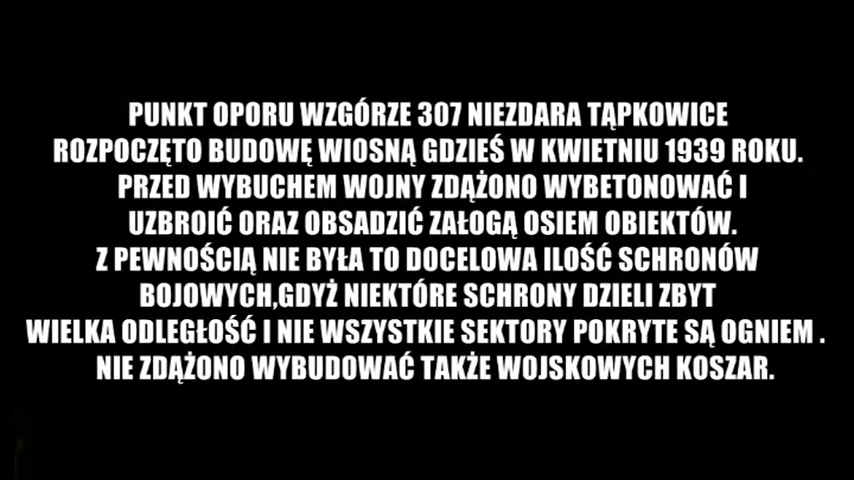 PUNKT OPORU WZGÓRZE 307 NIEZDARA TĄPKOWICE
ROZPOCZĘTO BUDOWĘ WIOSNĄ GDZIEŚ W KWIETNIU 1939 ROKU.
PRZED WYBUCHEM WOJNY ZDĄŻONO WYBETONOWAĆ I
UZBROIĆ ORAZ OBSADZIĆ ZAŁOGĄ OSIEM OBIEKTÓW.
Z PEWNOŚCIĄ NIE BYŁA TO DOCELOWA ILOŚĆ SCHRONÓW
BOJOWYCH,GDYŻ NIEKTÓRE SCHRONY DZIELI ZBYT
WIELKA ODLEGŁOŚĆ I NIE WSZYSTKIE SEKTORY POKRYTE SĄ OGNIEM .
NIE ZDĄŻONO WYBUDOWAĆ TAKŻE WOJSKOWYCH KOSZAR.